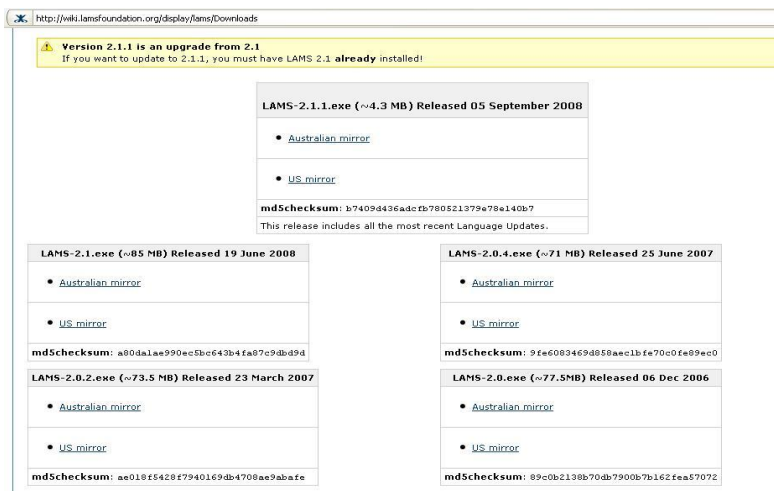 http://wiki.lamsfoundation.org/display/lams/Downloads
Version 2.1.1 is an upgrade from 2.1
If you want to update to 2.1.1, you must have LAMS 2.1 already installed!
LAMS-2.1.1.exe (~4.3 MB) Released 05 September 2008
Australian mirror
US mirror
md5checksum: b7409d436adcfb780521379e78e140b7
This release includes all the most recent Language Updates.
LAMS-2.1.exe (~85 MB) Released 19 June 2008
Australian mirror
US mirror
md5checksum: a80da1ae990ec5bc643b4fa87c9dbd9d
LAMS-2.0.4.exe (~71 MB) Released 25 June 2007
Australian mirror
US mirror
md5checksum: 9fe6083469d858aec1bfe70c0fe89ec0
LAMS-2.0.2.exe (~73.5 MB) Released 23 March 2007
Australian mirror
US mirror
md5checksum: ae018f5428f7940169db4708ae9abafe
LAMS-2.0.exe (~77.5MB) Released 06 Dec 2006
Australian mirror
US mirror
md5checksum: 89c0b2138b70db7900b7b162fea57072